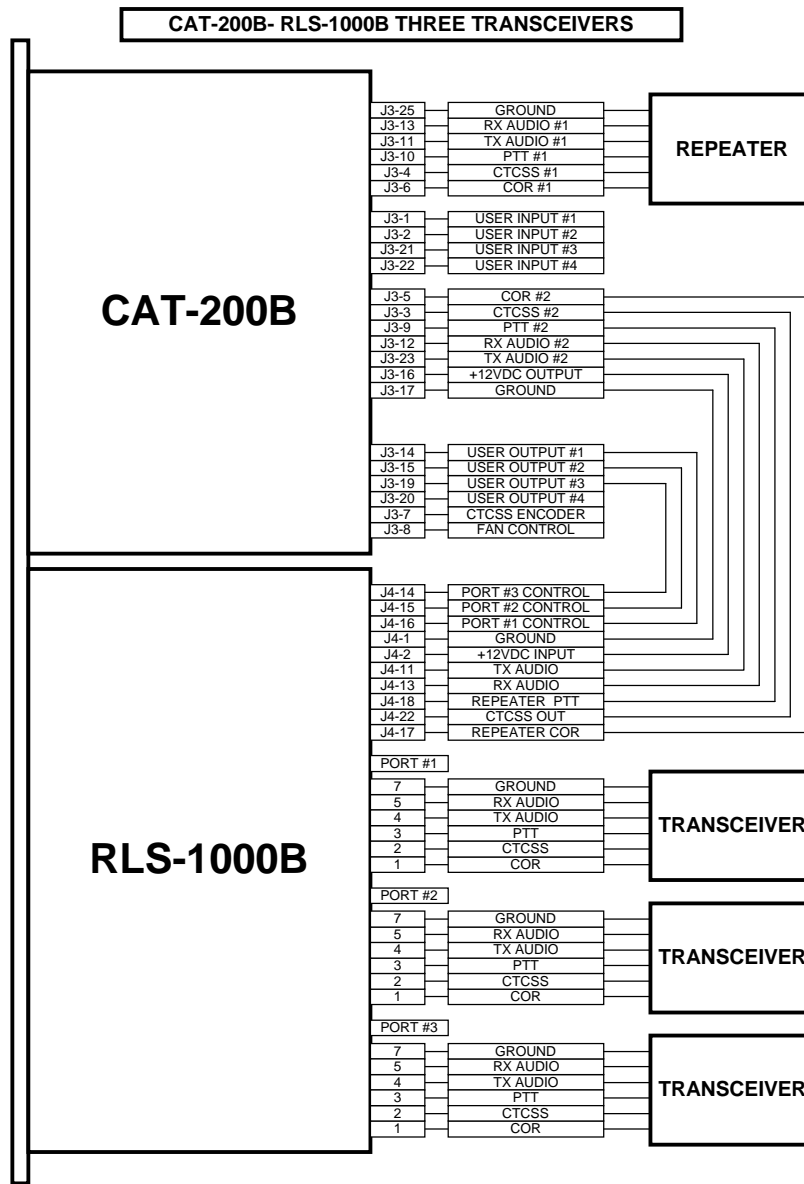 CAT-200B- RLS-1000B THREE TRANSCEIVERS
J3-25 GROUND
J3-13 RX AUDIO #1
J3-11 TX AUDIO #1
J3-10 PTT #1
J3-4 CTCSS #1
J3-6 COR #1
REPEATER
J3-1 USER INPUT #1
J3-2 USER INPUT #2
J3-21 USER INPUT #3
J3-22 USER INPUT #4
CAT-200B
J3-5 COR #2
J3-3 CTCSS #2
J3-9 PTT #2
J3-12 RX AUDIO #2
J3-23 TX AUDIO #2
J3-16 +12VDC OUTPUT
J3-17 GROUND
J3-14 USER OUTPUT #1
J3-15 USER OUTPUT #2
J3-19 USER OUTPUT #3
J3-20 USER OUTPUT #4
J3-7 CTCSS ENCODER
J3-8 FAN CONTROL
J4-14 PORT #3 CONTROL
J4-15 PORT #2 CONTROL
J4-16 PORT #1 CONTROL
J4-1 GROUND
J4-2 +12VDC INPUT
J4-11 TX AUDIO
J4-13 RX AUDIO
J4-18 REPEATER PTT
J4-22 CTCSS OUT
J4-17 REPEATER COR
RLS-1000B
PORT #1
7 GROUND
5 RX AUDIO
4 TX AUDIO
3 PTT
2 CTCSS
1 COR
TRANSCEIVER
PORT #2
7 GROUND
5 RX AUDIO
4 TX AUDIO
3 PTT
2 CTCSS
1 COR
TRANSCEIVER
PORT #3
7 GROUND
5 RX AUDIO
4 TX AUDIO
3 PTT
2 CTCSS
1 COR
TRANSCEIVER